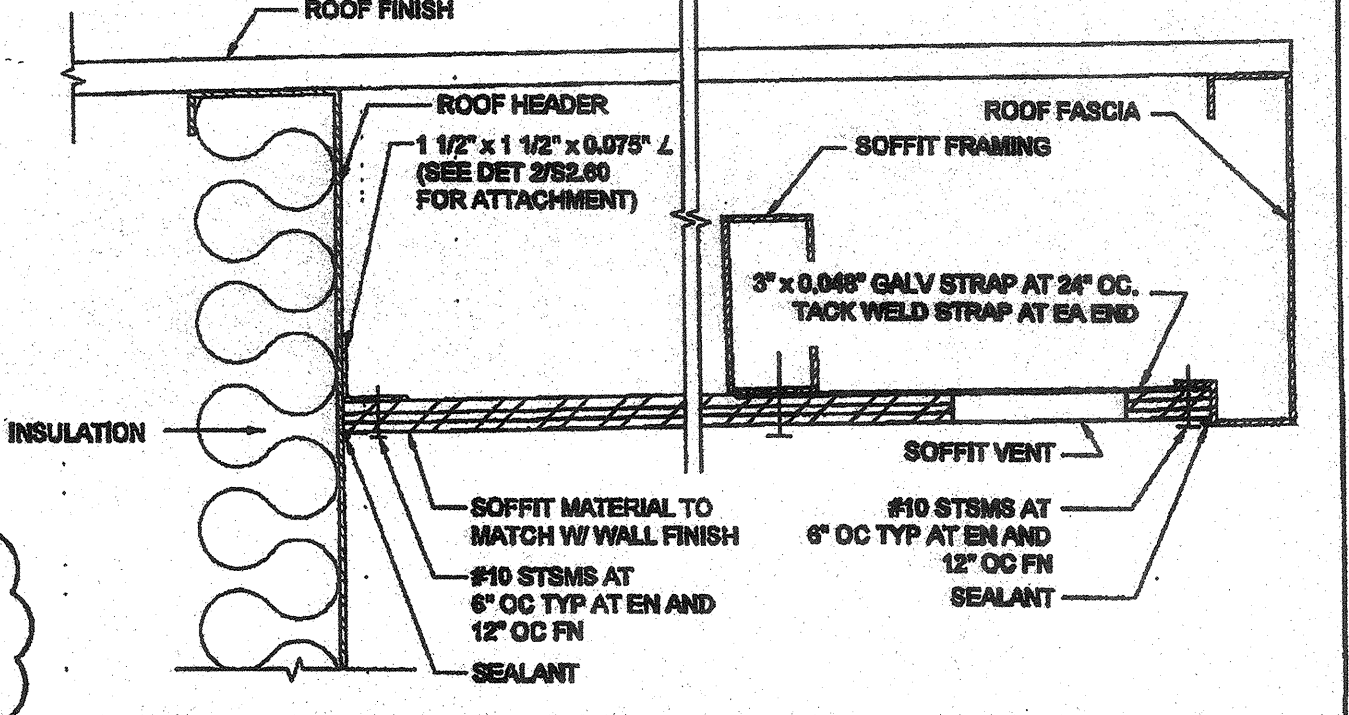 ROOF FINISH
ROOF HEADER
1 1/2" x 1 1/2" x 0.075" ∠
(SEE DET 2/S2.60
FOR ATTACHMENT)
ROOF FASCIA
SOFFIT FRAMING
3" x 0.048" GALV STRAP AT 24" OC.
TACK WELD STRAP AT EA END
INSULATION
SOFFIT VENT
SOFFIT MATERIAL TO
MATCH W/ WALL FINISH
#10 STSMS AT
6" OC TYP AT EN AND
12" OC FN
SEALANT
#10 STSMS AT
6" OC TYP AT EN AND
12" OC FN
SEALANT